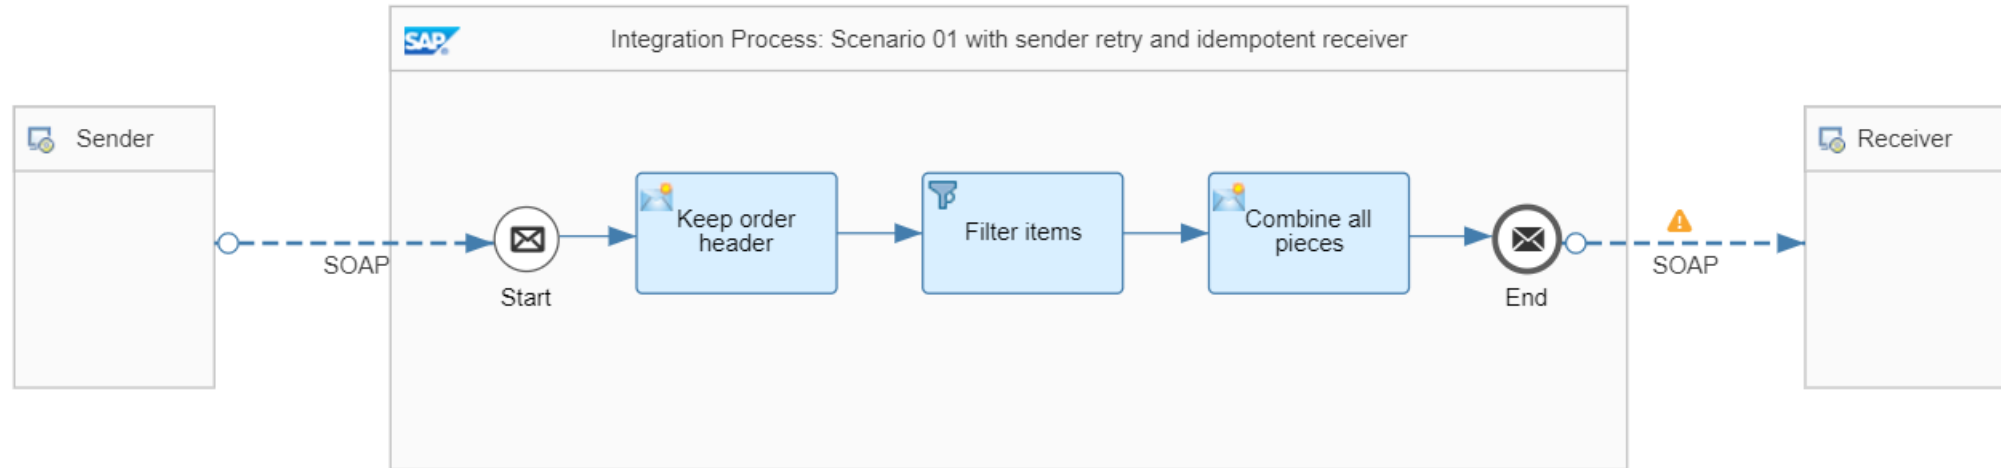 SAP
Integration Process: Scenario 01 with sender retry and idempotent receiver
Sender
Receiver
Keep order
header
Filter items
Combine all
pieces
SOAP
Start
End
SOAP